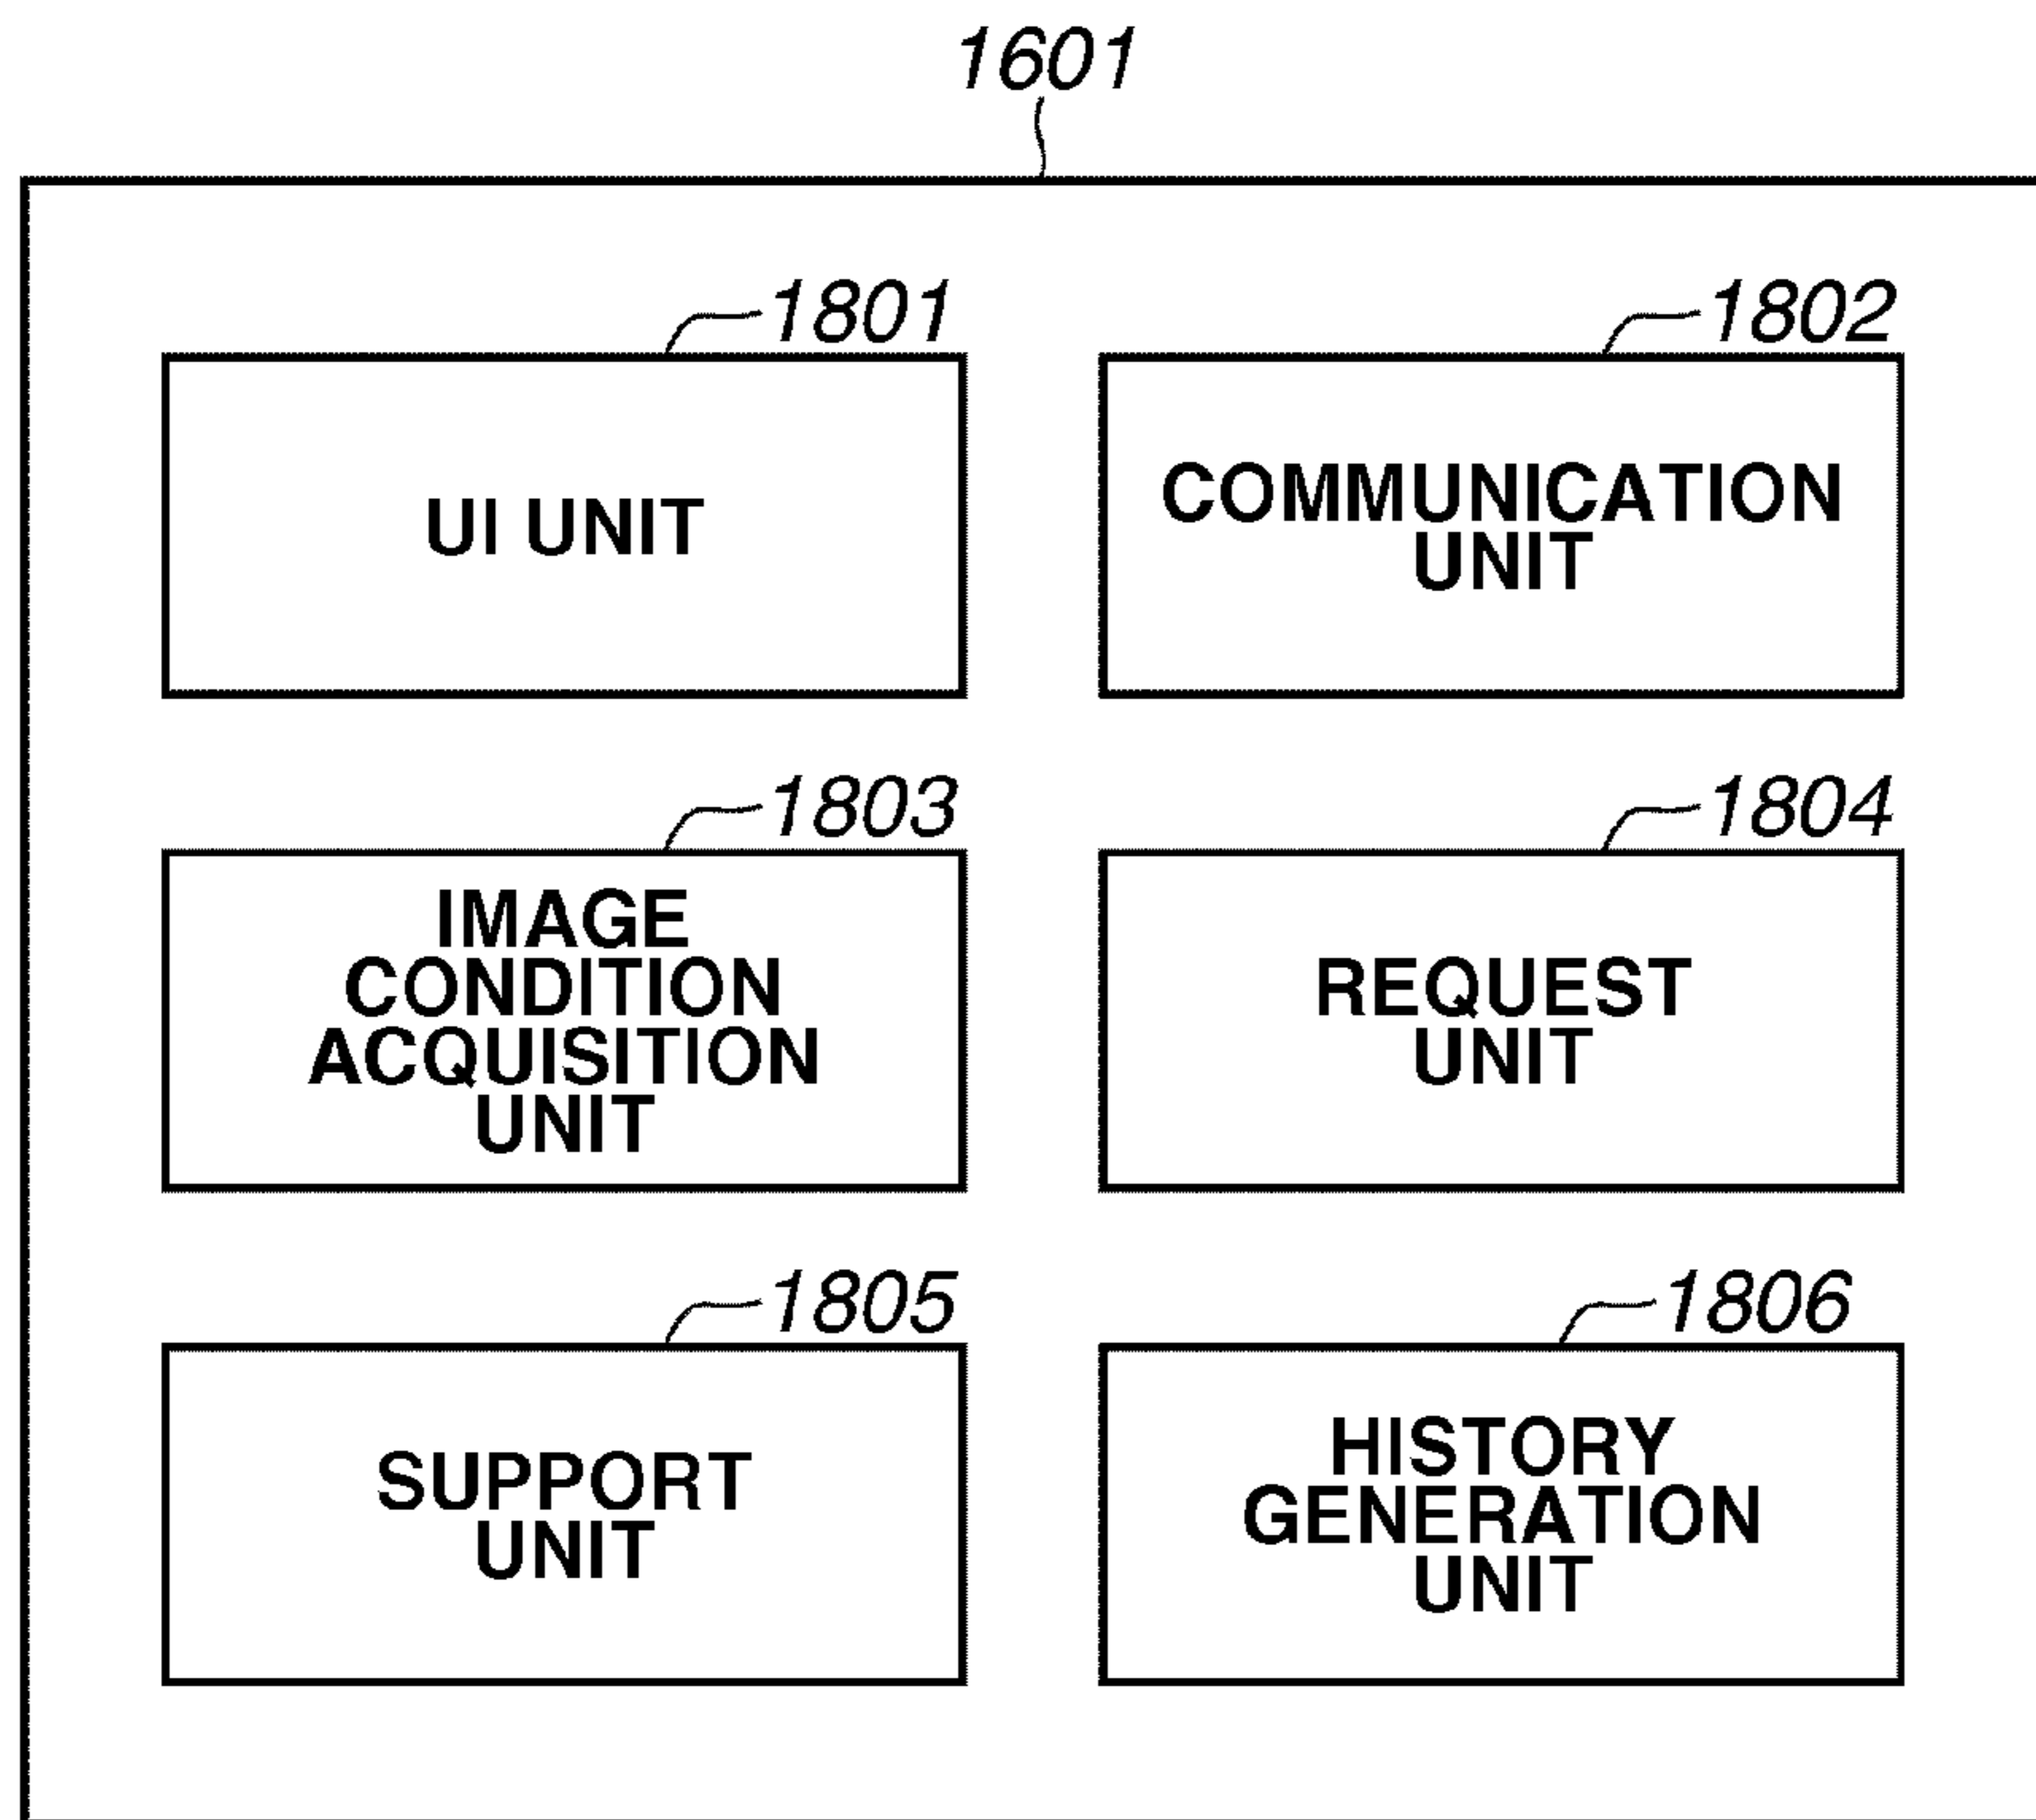 1601
1801
UI UNIT
1802
COMMUNICATION
UNIT
1803
IMAGE
CONDITION
ACQUISITION
UNIT
1804
REQUEST
UNIT
1805
SUPPORT
UNIT
1806
HISTORY
GENERATION
UNIT